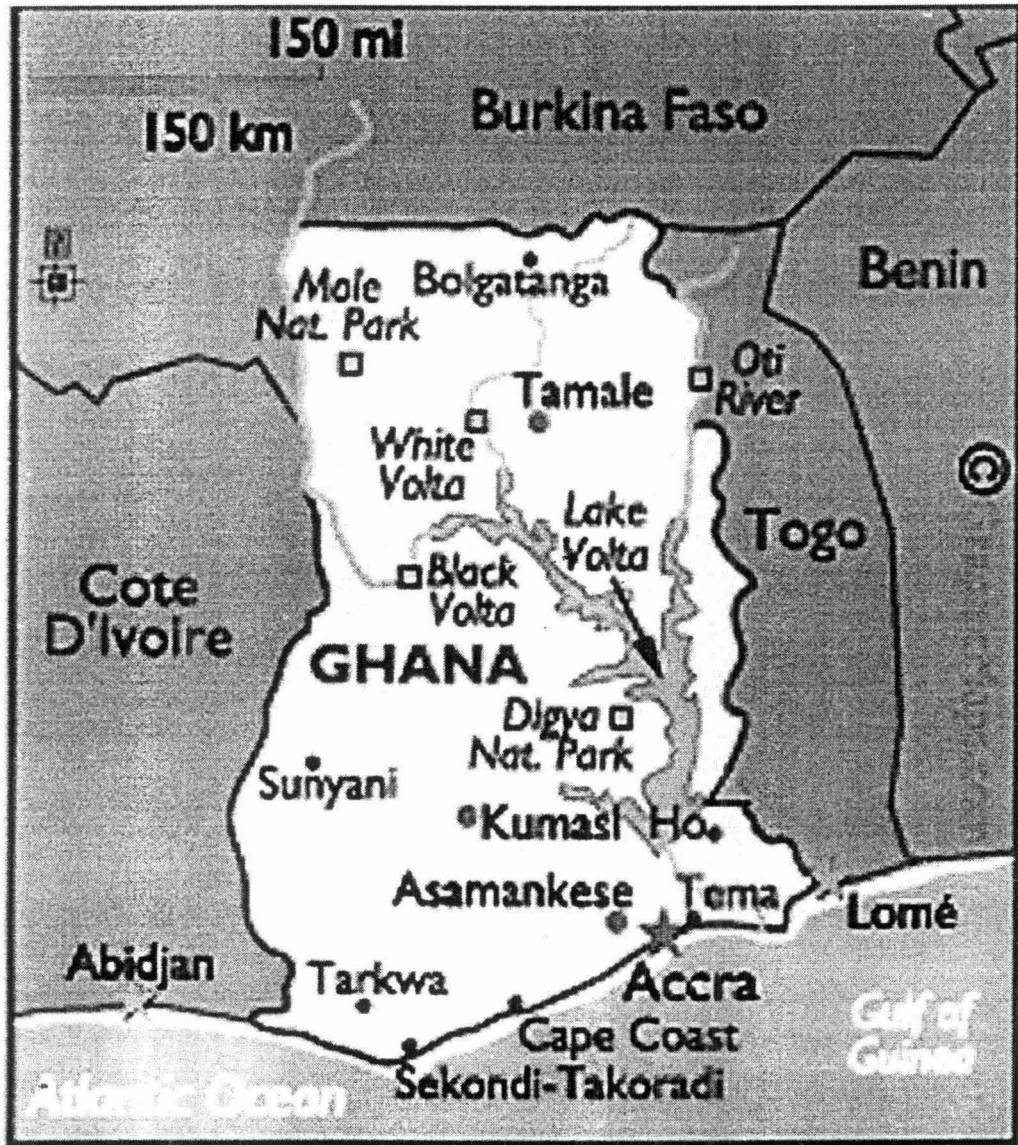 150 mi
150 km
Burkina Faso
Benin
Bolgatanga
Mole
Nat. Park
Oti
River
Tamale
White
Volta
Lake
Volta
Togo
Black
Volta
Cote
D'Ivoire
GHANA
Digya
Nat. Park
Sunyani
Kumasi
Ho
Asamankese
Tema
Lomé
Abidjan
Tarkwa
Accra
Cape Coast
Sekondi-Takoradi
Gulf of
Guinea
Atlantic Ocean
©